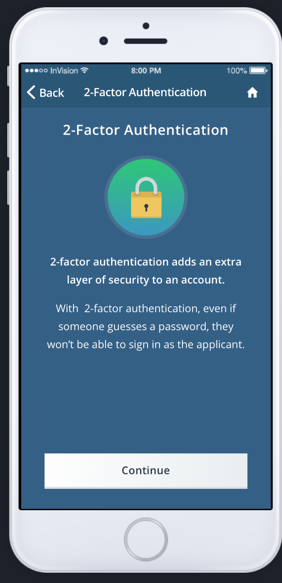 InVision 8:00 PM 100%
Back 2-Factor Authentication
2-Factor Authentication
2-factor authentication adds an extra
layer of security to an account.
With 2-factor authentication, even if
someone guesses a password, they
won't be able to sign in as the applicant.
Continue